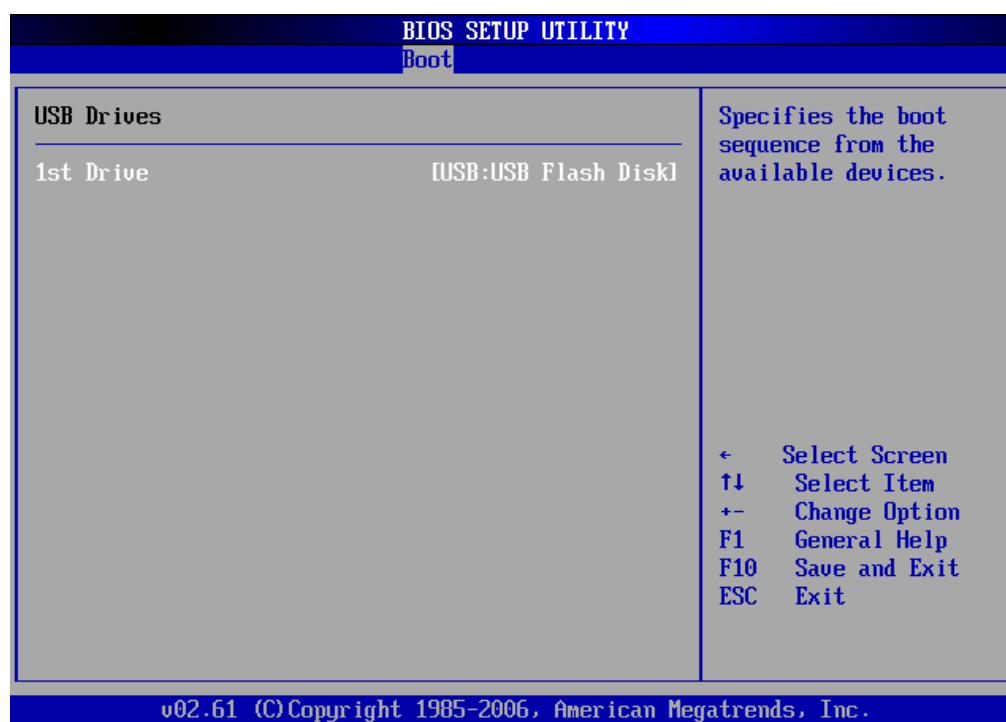 BIOS SETUP UTILITY
Boot
USB Drives
1st Drive [USB:USB Flash Disk]
Specifies the boot
sequence from the
available devices.
← Select Screen
↑↓ Select Item
+- Change Option
F1 General Help
F10 Save and Exit
ESC Exit
v02.61 (C)Copyright 1985-2006, American Megatrends, Inc.